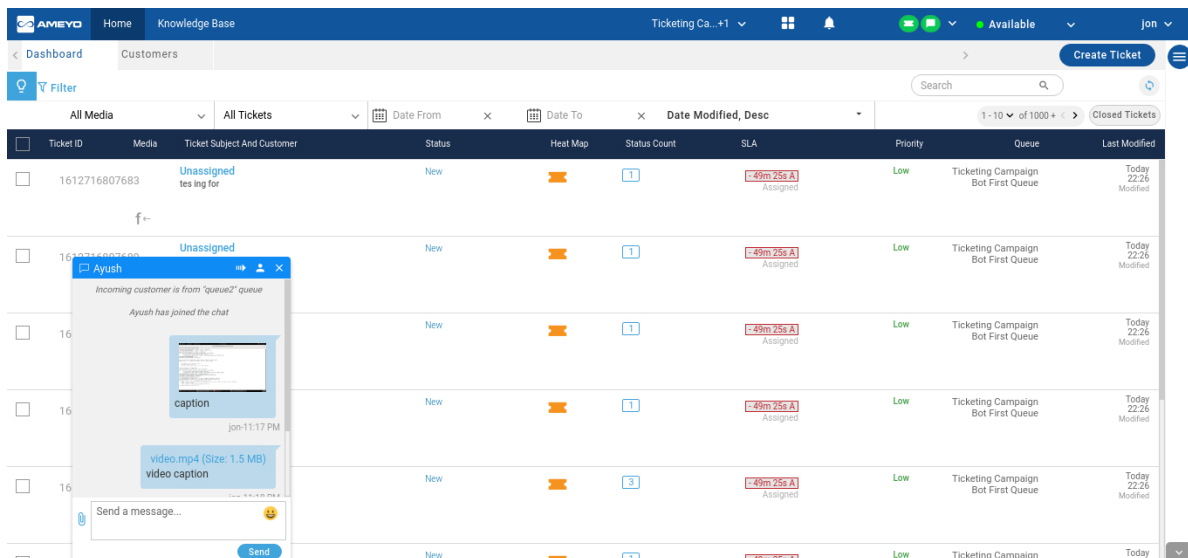 AMEYO Home Knowledge Base Ticketing Ca...+1 Available jon
Dashboard Customers Create Ticket
Filter Search
All Media All Tickets Date From Date To Date Modified, Desc 1 - 10 of 1000 + Closed Tickets
Ticket ID Media Ticket Subject And Customer Status Heat Map Status Count SLA Priority Queue Last Modified
1612716807683 Unassigned New 1 - 49m 25s A Low Ticketing Campaign Today
tes ing for Assigned Bot First Queue 22:26
Modified
f
Unassigned New 1 - 49m 25s A Low Ticketing Campaign Today
Assigned Bot First Queue 22:26
Modified
Ayush
Incoming customer is from "queue2" queue
Ayush has joined the chat
16 New 1 - 49m 25s A Low Ticketing Campaign Today
Assigned Bot First Queue 22:26
Modified
caption
jon-11:17 PM
16 New 1 - 49m 25s A Low Ticketing Campaign Today
Assigned Bot First Queue 22:26
Modified
video.mp4 (Size: 1.5 MB)
video caption
16 New 3 - 49m 25s A Low Ticketing Campaign Today
Assigned Bot First Queue 22:26
Modified
Send a message...
Send
New 1 Low Ticketing Campaign Today